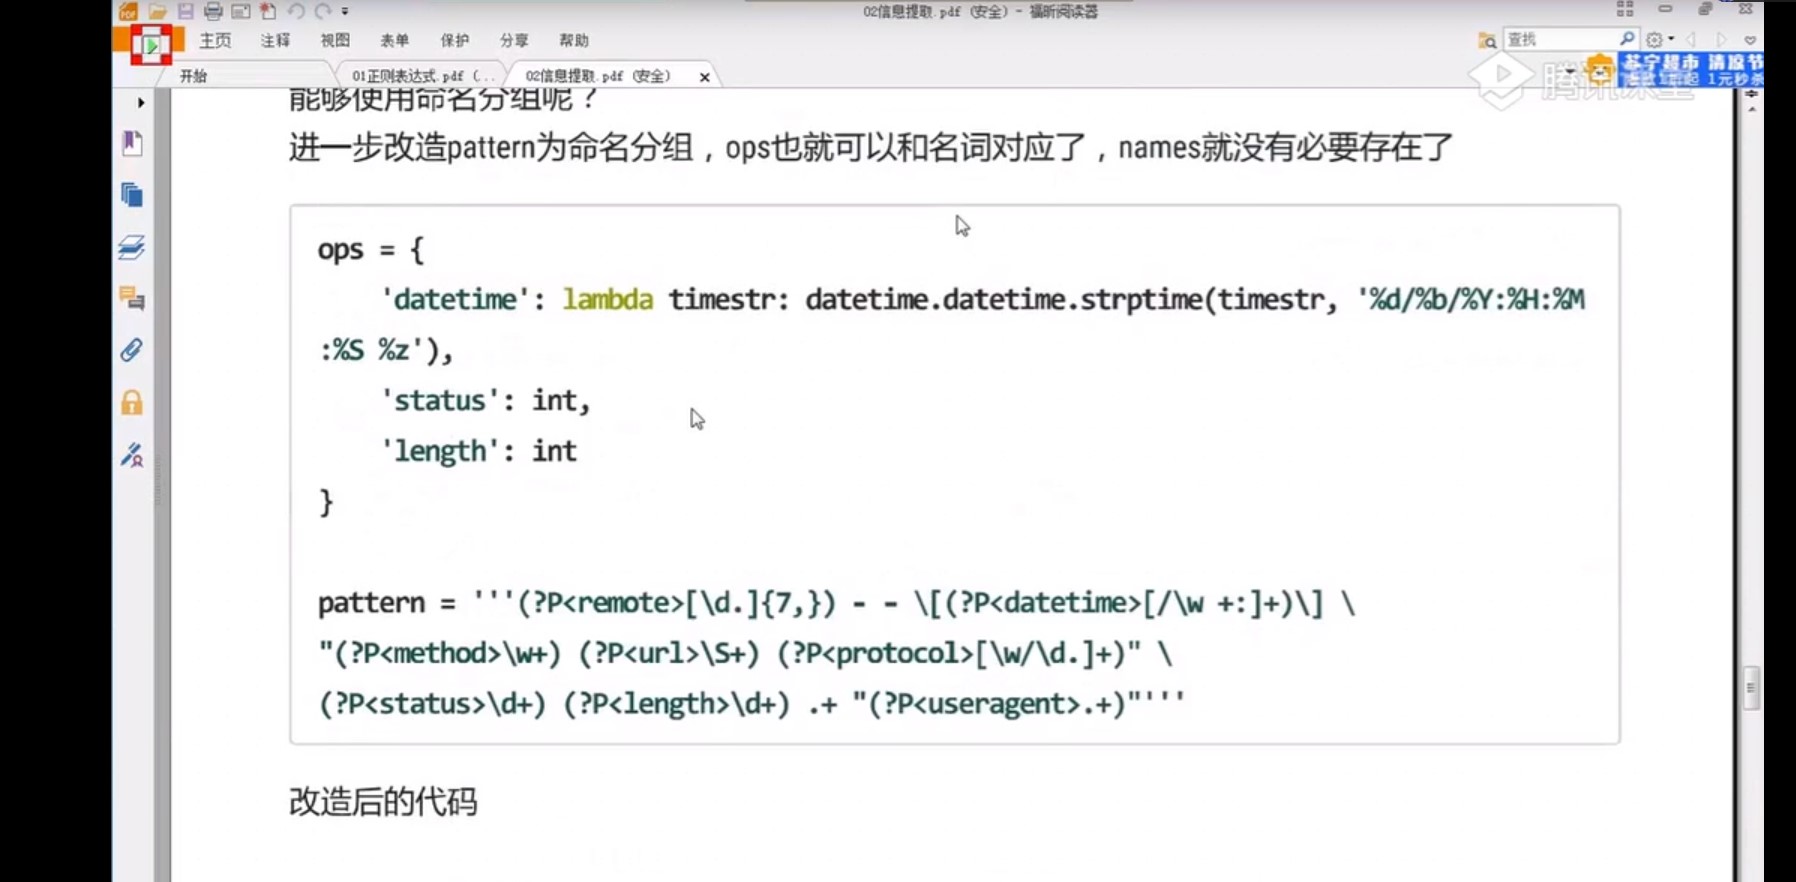 02信息提取.pdf (安全) - 福昕阅读器
主页 注释 视图 表单 保护 分享 帮助
查找
开始 01正则表达式.pdf (... 02信息提取.pdf (安全)
苏宁超市 清凉节
1元秒杀
腾讯课堂
能够使用命名分组呢?
进一步改造pattern为命名分组，ops也就可以和名词对应了，names就没有必要存在了
ops = {
    'datetime': lambda timestr: datetime.datetime.strptime(timestr, '%d/%b/%Y:%H:%M
:%S %z'),
    'status': int,
    'length': int
}
pattern = '''(?P<remote>[\d.]{7,}) - - \[(?P<datetime>[/\w +:]+)\] \
"(?P<method>\w+) (?P<url>\S+) (?P<protocol>[\w/\d.]+)" \
(?P<status>\d+) (?P<length>\d+) .+ "(?P<useragent>.+)"'''
改造后的代码